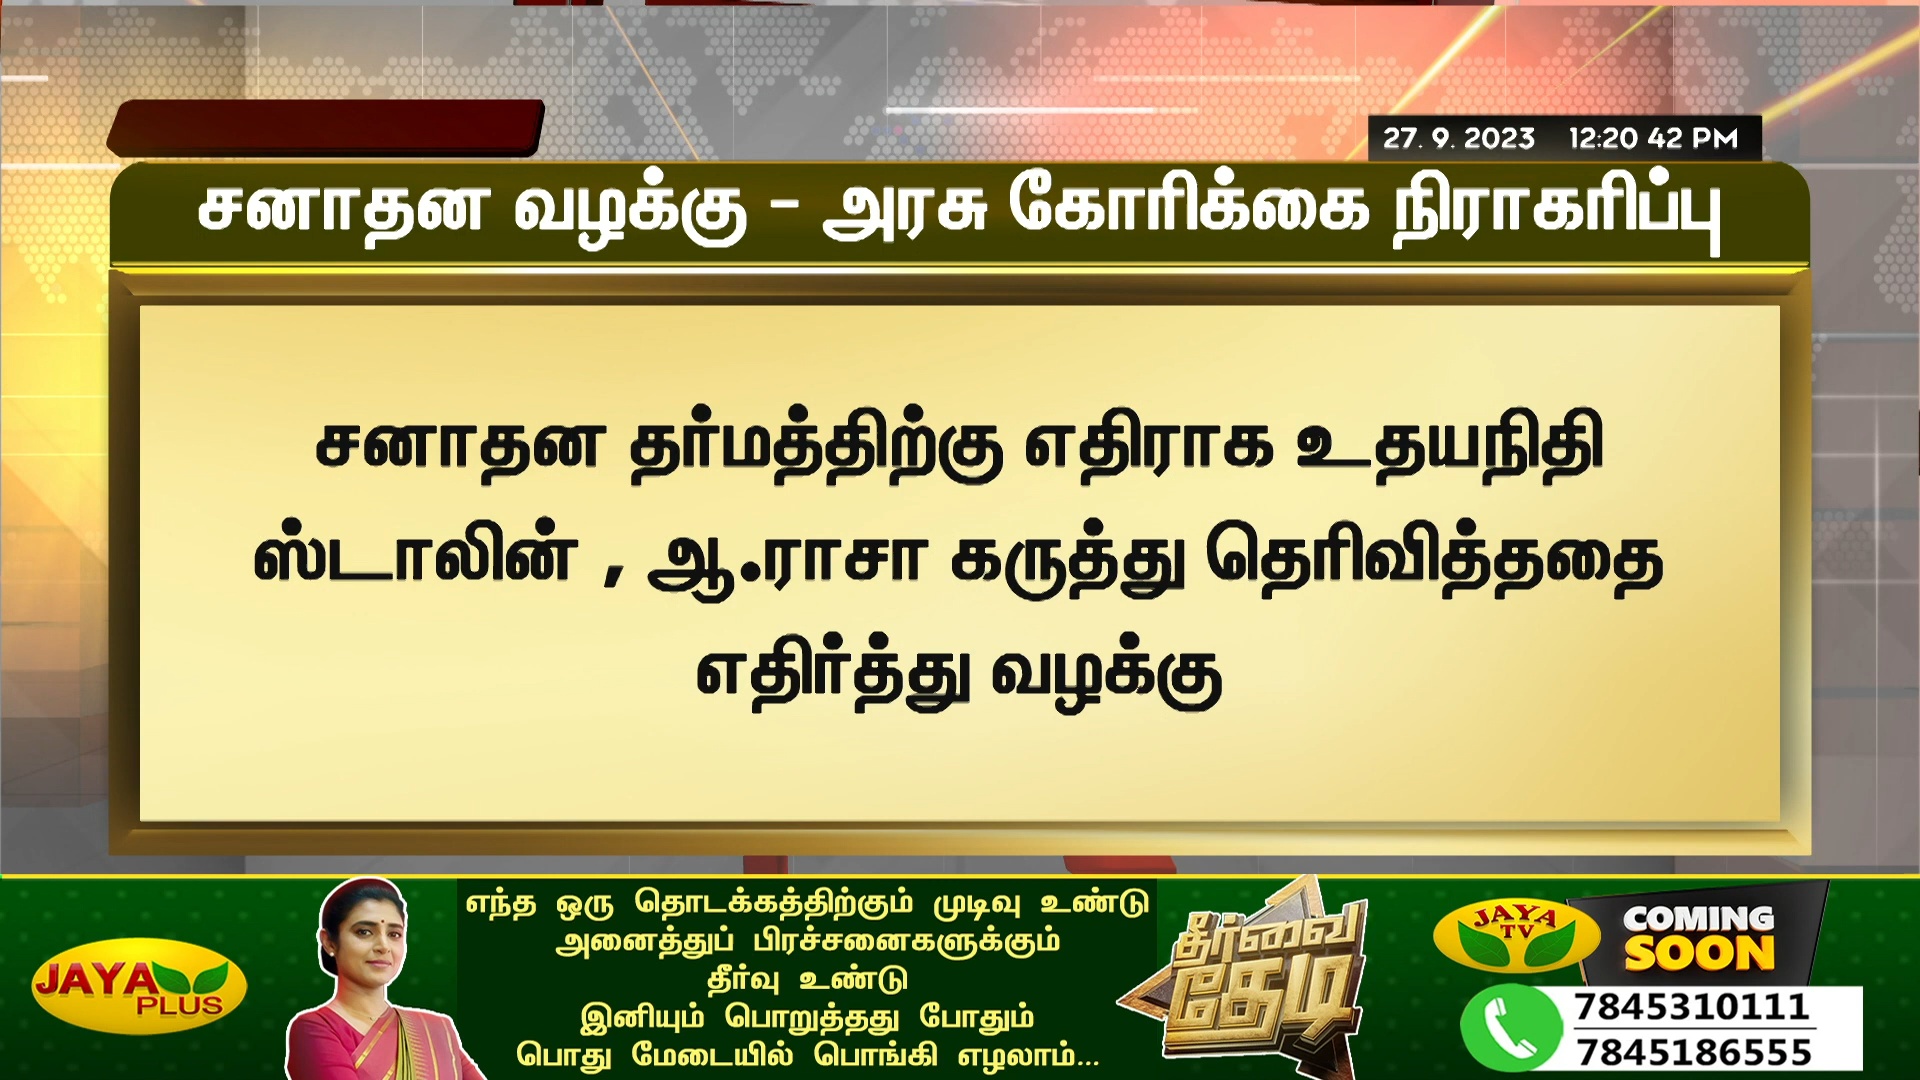 27. 9. 2023 12:20 42 PM
சனாதன வழக்கு - அரசு கோரிக்கை நிராகரிப்பு
சனாதன தர்மத்திற்கு எதிராக உதயநிதி
ஸ்டாலின் , ஆ.ராசா கருத்து தெரிவித்ததை
எதிர்த்து வழக்கு
JAYA
PLUS
எந்த ஒரு தொடக்கத்திற்கும் முடிவு உண்டு
அனைத்துப் பிரச்சனைகளுக்கும்
தீர்வு உண்டு
இனியும் பொறுத்தது போதும்
பொது மேடையில் பொங்கி எழலாம்...
தீர்வை
தேடி
JAYA
TV
COMING
SOON
7845310111
7845186555